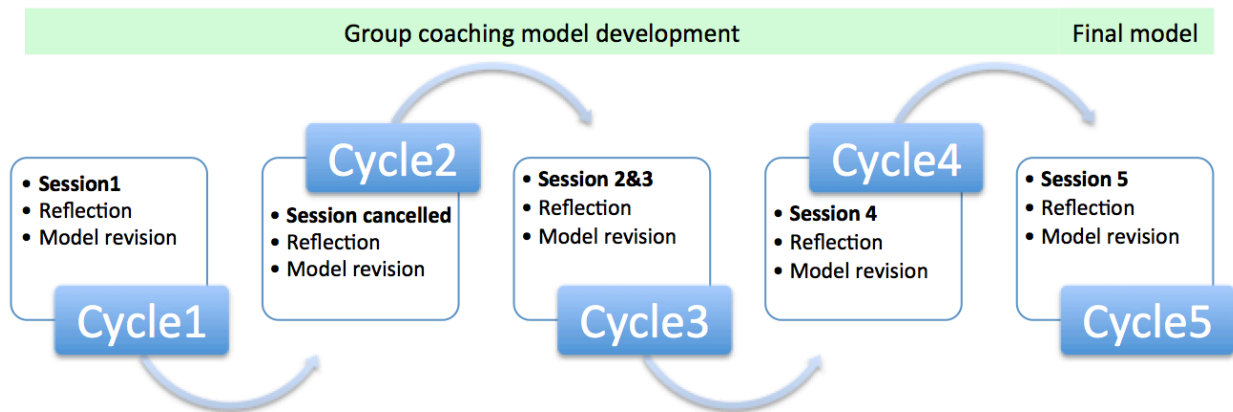 Group coaching model development
Final model
Cycle1
• Session1
• Reflection
• Model revision
Cycle2
• Session cancelled
• Reflection
• Model revision
Cycle3
• Session 2&3
• Reflection
• Model revision
Cycle4
• Session 4
• Reflection
• Model revision
Cycle5
• Session 5
• Reflection
• Model revision